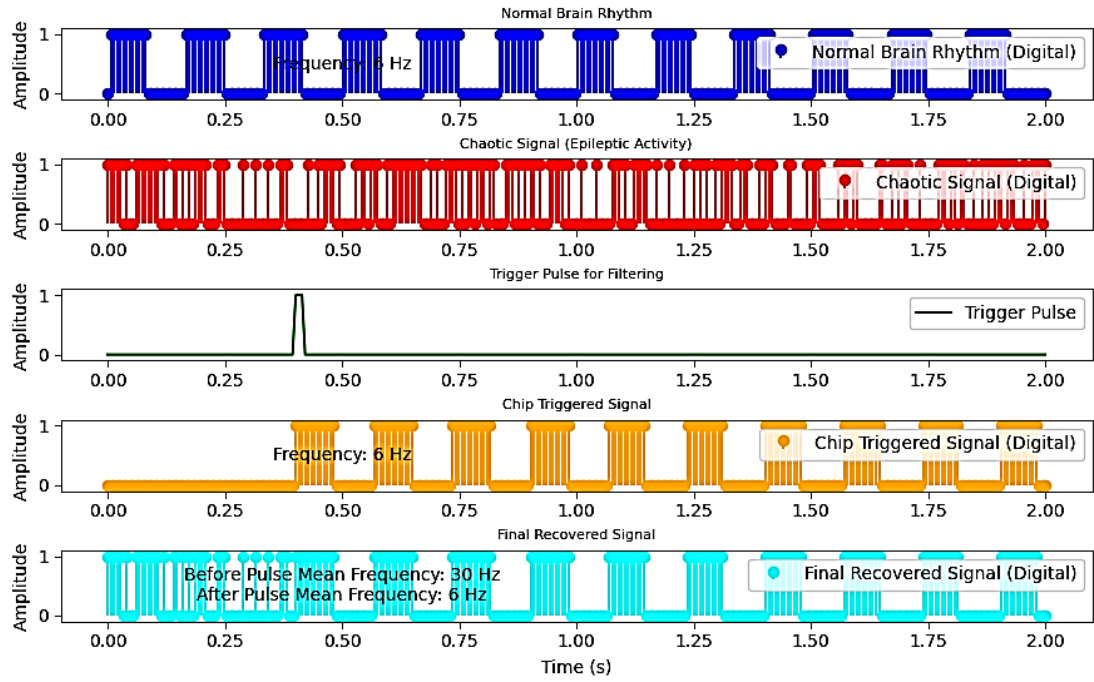 Normal Brain Rhythm
Amplitude
1
0
Frequency: 6 Hz
Normal Brain Rhythm (Digital)
0.00 0.25 0.50 0.75 1.00 1.25 1.50 1.75 2.00
Chaotic Signal (Epileptic Activity)
Amplitude
1
0
Chaotic Signal (Digital)
0.00 0.25 0.50 0.75 1.00 1.25 1.50 1.75 2.00
Trigger Pulse for Filtering
Amplitude
1
0
Trigger Pulse
0.00 0.25 0.50 0.75 1.00 1.25 1.50 1.75 2.00
Chip Triggered Signal
Amplitude
1
0
Frequency: 6 Hz
Chip Triggered Signal (Digital)
0.00 0.25 0.50 0.75 1.00 1.25 1.50 1.75 2.00
Final Recovered Signal
Amplitude
1
0
Before Pulse Mean Frequency: 30 Hz
After Pulse Mean Frequency: 6 Hz
Final Recovered Signal (Digital)
0.00 0.25 0.50 0.75 1.00 1.25 1.50 1.75 2.00
Time (s)